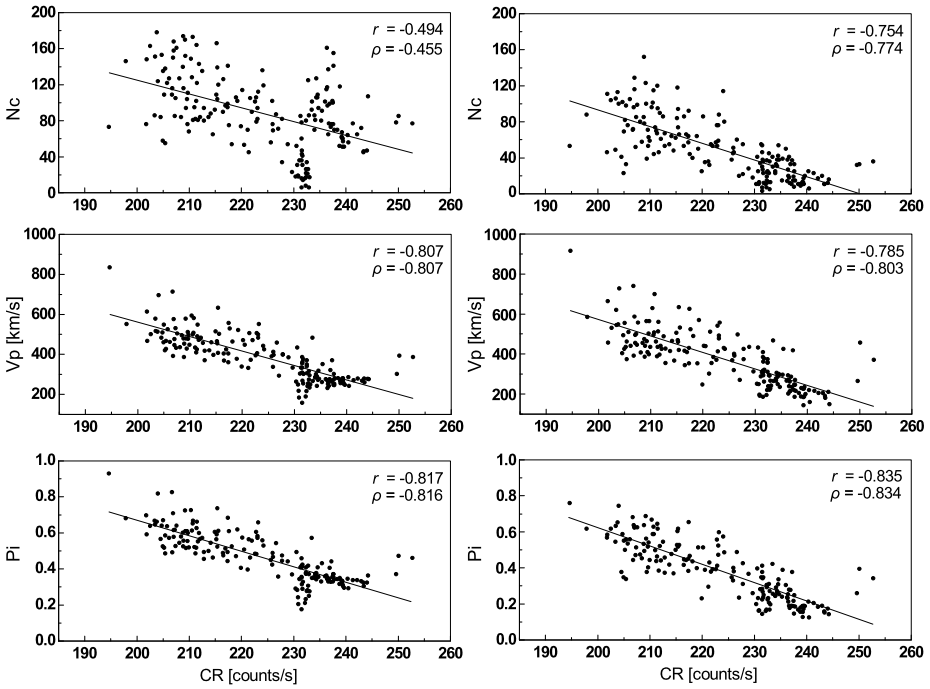 200
160
120
80
40
0
Nc
r = -0.494
ρ = -0.455
190 200 210 220 230 240 250 260
200
160
120
80
40
0
Nc
r = -0.754
ρ = -0.774
190 200 210 220 230 240 250 260
1000
800
600
400
200
Vp [km/s]
r = -0.807
ρ = -0.807
190 200 210 220 230 240 250 260
1000
800
600
400
200
Vp [km/s]
r = -0.785
ρ = -0.803
190 200 210 220 230 240 250 260
1.0
0.8
0.6
0.4
0.2
0.0
Pi
r = -0.817
ρ = -0.816
190 200 210 220 230 240 250 260
CR [counts/s]
1.0
0.8
0.6
0.4
0.2
0.0
Pi
r = -0.835
ρ = -0.834
190 200 210 220 230 240 250 260
CR [counts/s]